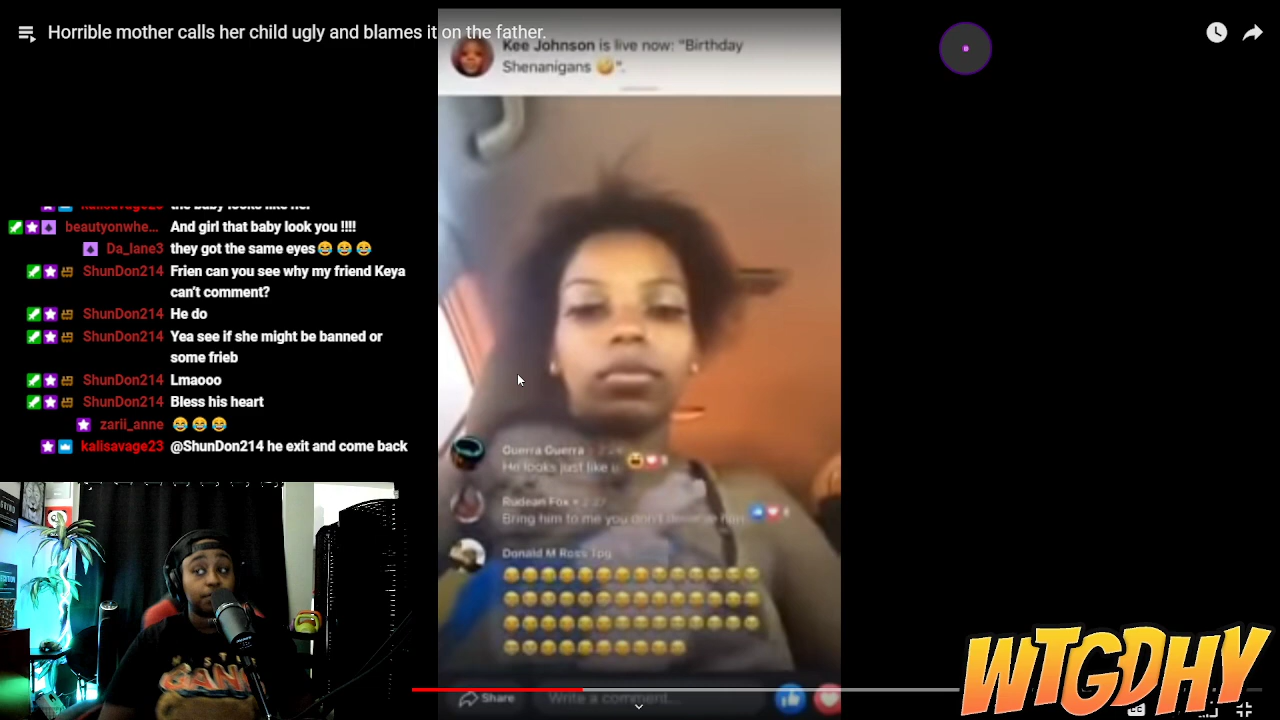 Horrible mother calls her child ugly and blames it on the father.
Kee Johnson is live now: "Birthday
Shenanigans 🤣".
the baby looks like her
beautyonwhe... And girl that baby look you !!!!
Da_lane3 they got the same eyes😂 😂 😂
ShunDon214 Frien can you see why my friend Keya
can't comment?
ShunDon214 He do
ShunDon214 Yea see if she might be banned or
some frieb
ShunDon214 Lmaooo
ShunDon214 Bless his heart
zarii_anne 😂 😂 😂
kalisavage23 @ShunDon214 he exit and come back
Guerra Guerra
He looks just like u
Rudean Fox
Bring him to me you don't deserve him
Donald M Ross Tpg
Share
Write a comment...
WTGDHY